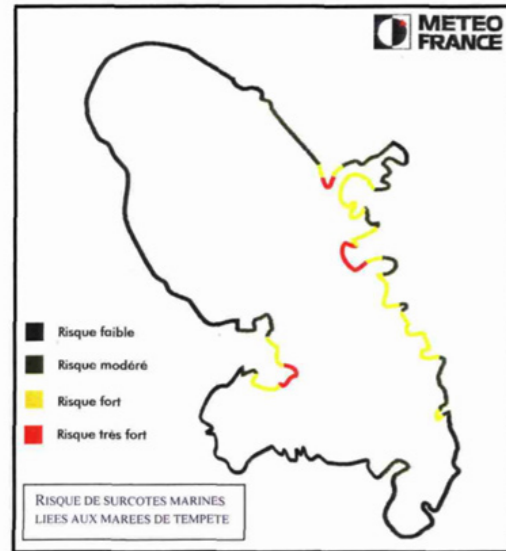 METEO
FRANCE
Risque faible
Risque modéré
Risque fort
Risque très fort
RISQUE DE SURCOTES MARINES
LIEES AUX MAREES DE TEMPETE